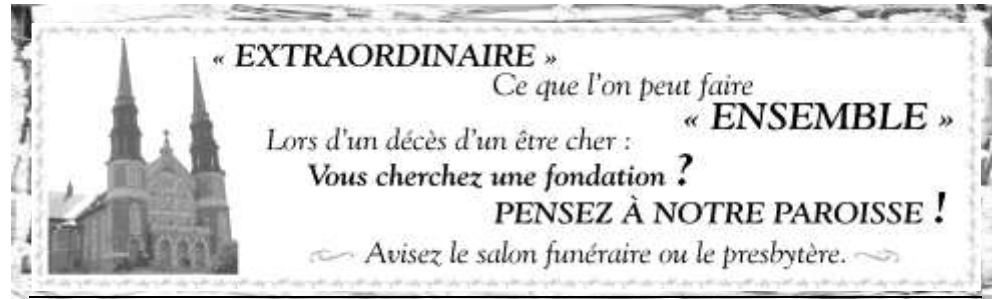 « EXTRAORDINAIRE »
Ce que l'on peut faire
« ENSEMBLE »
Lors d'un décès d'un être cher :
Vous cherchez une fondation ?
PENSEZ À NOTRE PAROISSE !
Avisez le salon funéraire ou le presbytère.